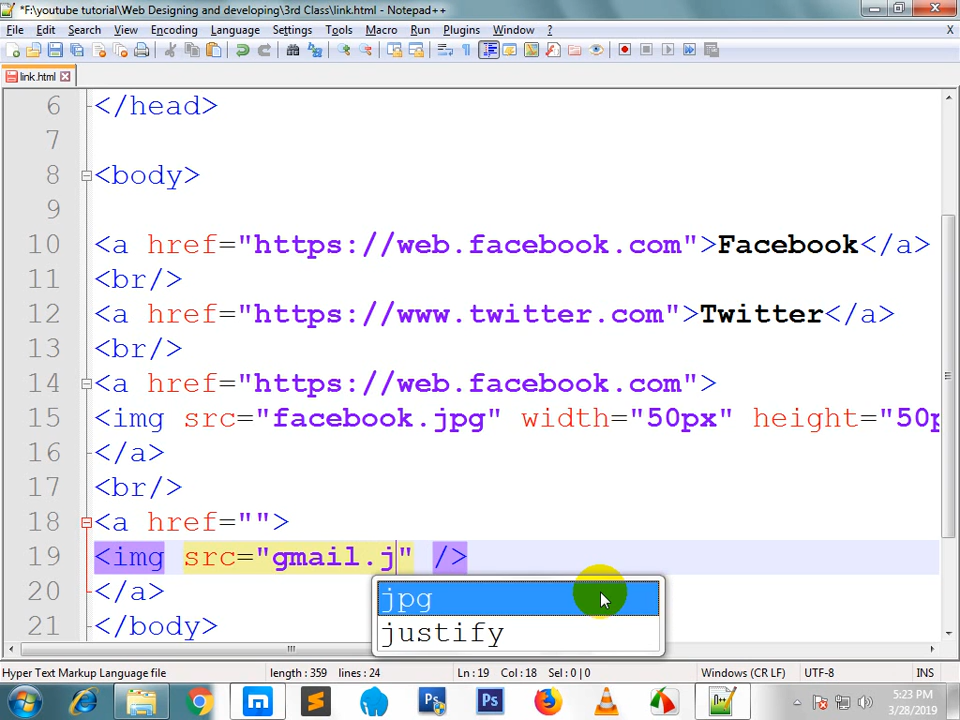 *F:\youtube tutorial\Web Designing and developing\3rd Class\link.html - Notepad++
File Edit Search View Encoding Language Settings Tools Macro Run Plugins Window ? X
link.html
6 </head>
7
8 <body>
9
10 <a href="https://web.facebook.com">Facebook</a>
11 <br/>
12 <a href="https://www.twitter.com">Twitter</a>
13 <br/>
14 <a href="https://web.facebook.com">
15 <img src="facebook.jpg" width="50px" height="50p
16 </a>
17 <br/>
18 <a href="">
19 <img src="gmail.j" />
20 </a>
jpg
justify
21 </body>
Hyper Text Markup Language file length : 359 lines : 24 Ln : 19 Col : 18 Sel : 0 | 0 Windows (CR LF) UTF-8 INS
5:23 PM
3/28/2019